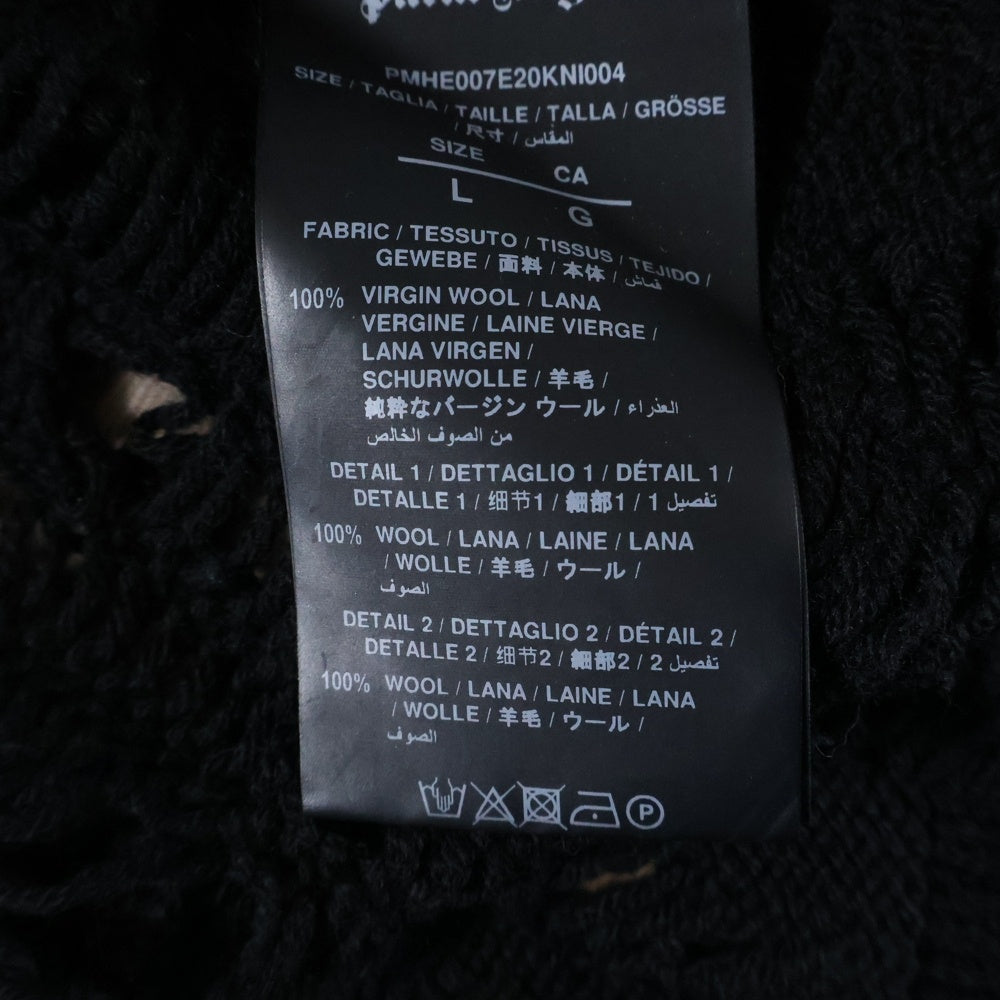 PMHE007E20KNI004
SIZE / TAGLIA / TAILLE / TALLA / GRÖSSE
/ 尺寸 / المقاس
SIZE CA
L G
FABRIC / TESSUTO / TISSUS / TEJIDO /
GEWEBE / 面料 / 本体 / قماش
100% VIRGIN WOOL / LANA
VERGINE / LAINE VIERGE /
LANA VIRGEN /
SCHURWOLLE / 羊毛 /
純粋なバージン ウール / العذراء
من الصوف الخالص
DETAIL 1 / DETTAGLIO 1 / DÉTAIL 1 /
DETALLE 1 / 细节1 / 細部1 / تفصيل 1
100% WOOL / LANA / LAINE / LANA
/ WOLLE / 羊毛 / ウール /
الصوف
DETAIL 2 / DETTAGLIO 2 / DÉTAIL 2 /
DETALLE 2 / 细节2 / 細部2 / تفصيل 2
100% WOOL / LANA / LAINE / LANA
/ WOLLE / 羊毛 / ウール /
الصوف
P